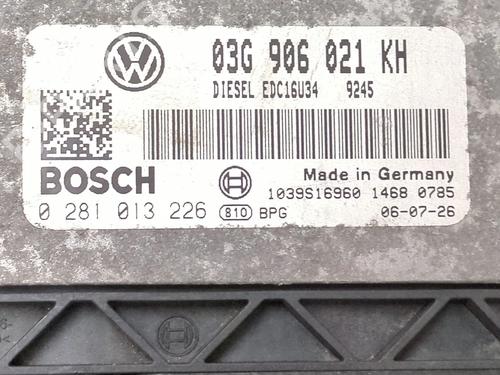 03G 906 021 KH
DIESEL EDC16U34 9245
BOSCH
Made in Germany
1039S16960 1468 0785
0 281 013 226 810 BPG 06-07-26